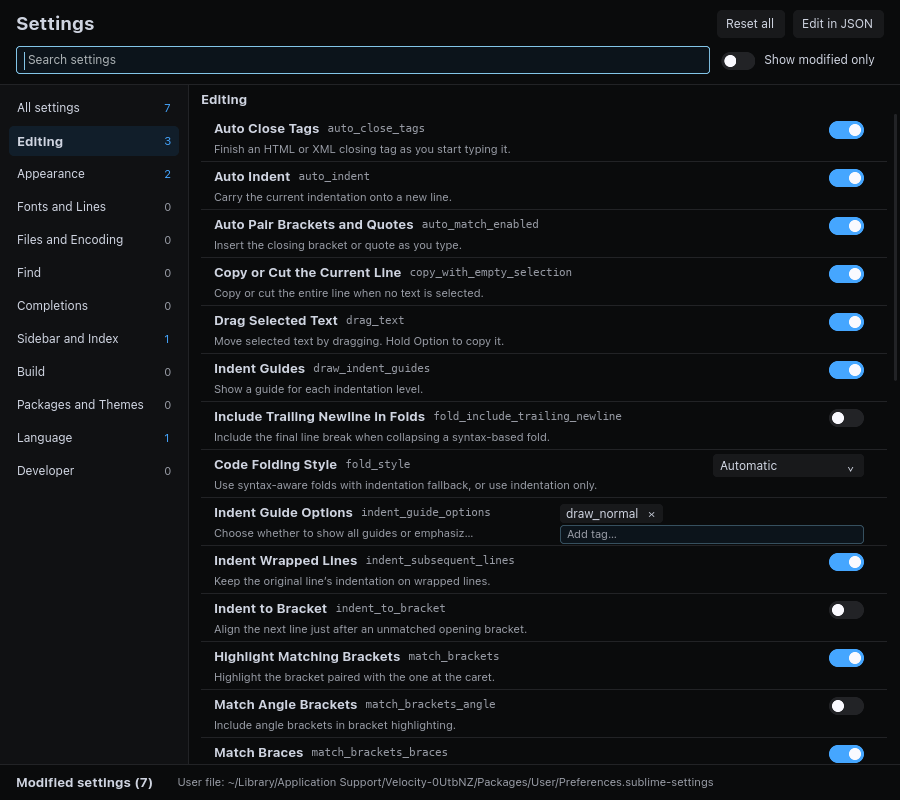 Settings
Reset all
Edit in JSON
Search settings
Show modified only
All settings 7
Editing 3
Appearance 2
Fonts and Lines 0
Files and Encoding 0
Find 0
Completions 0
Sidebar and Index 1
Build 0
Packages and Themes 0
Language 1
Developer 0
Editing
Auto Close Tags auto_close_tags
Finish an HTML or XML closing tag as you start typing it.
Auto Indent auto_indent
Carry the current indentation onto a new line.
Auto Pair Brackets and Quotes auto_match_enabled
Insert the closing bracket or quote as you type.
Copy or Cut the Current Line copy_with_empty_selection
Copy or cut the entire line when no text is selected.
Drag Selected Text drag_text
Move selected text by dragging. Hold Option to copy it.
Indent Guides draw_indent_guides
Show a guide for each indentation level.
Include Trailing Newline in Folds fold_include_trailing_newline
Include the final line break when collapsing a syntax-based fold.
Code Folding Style fold_style
Automatic
Use syntax-aware folds with indentation fallback, or use indentation only.
Indent Guide Options indent_guide_options
draw_normal ×
Choose whether to show all guides or emphasiz...
Add tag...
Indent Wrapped Lines indent_subsequent_lines
Keep the original line's indentation on wrapped lines.
Indent to Bracket indent_to_bracket
Align the next line just after an unmatched opening bracket.
Highlight Matching Brackets match_brackets
Highlight the bracket paired with the one at the caret.
Match Angle Brackets match_brackets_angle
Include angle brackets in bracket highlighting.
Match Braces match_brackets_braces
Modified settings (7)
User file: ~/Library/Application Support/Velocity-0UtbNZ/Packages/User/Preferences.sublime-settings